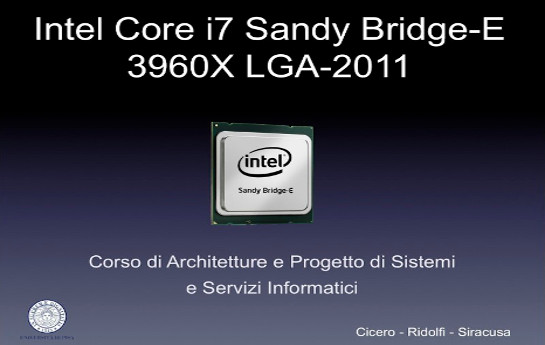 Intel Core i7 Sandy Bridge-E
3960X LGA-2011
intel
Sandy Bridge-E
Corso di Architetture e Progetto di Sistemi
e Servizi Informatici
Cicero - Ridolfi - Siracusa